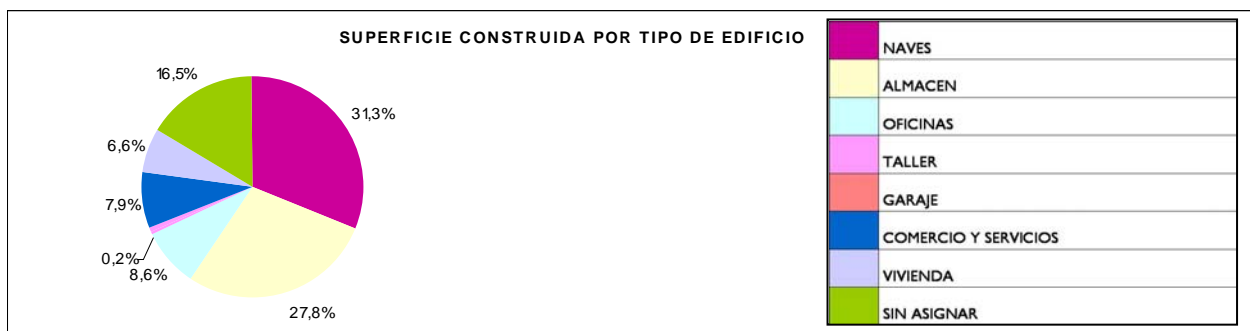 SUPERFICIE CONSTRUIDA POR TIPO DE EDIFICIO
16,5%
31,3%
6,6%
7,9%
0,2%
8,6%
27,8%
NAVES
ALMACEN
OFICINAS
TALLER
GARAJE
COMERCIO Y SERVICIOS
VIVIENDA
SIN ASIGNAR